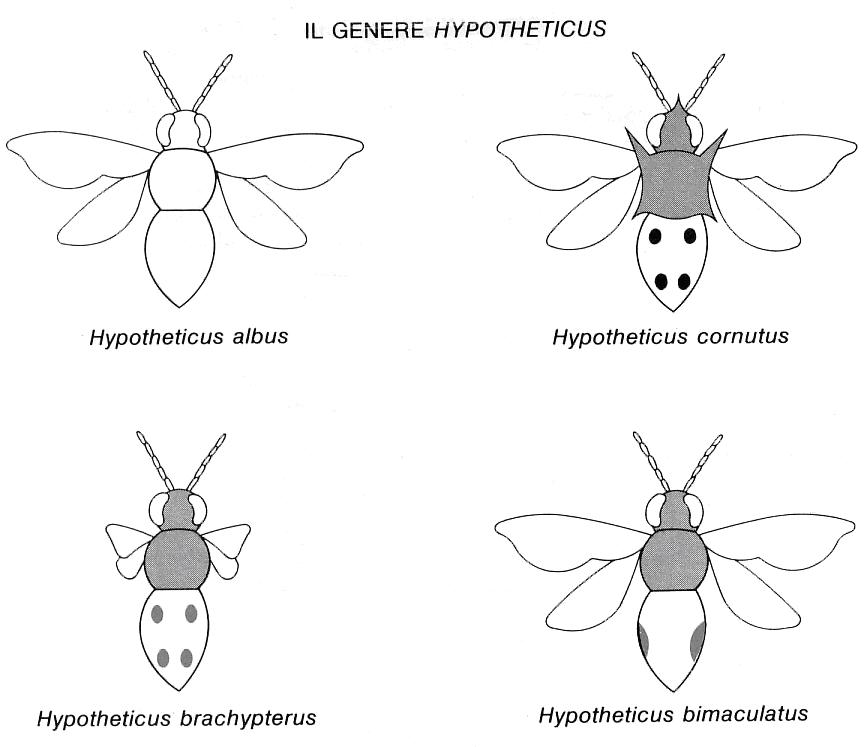 IL GENERE HYPOTHETICUS
Hypotheticus albus
Hypotheticus cornutus
Hypotheticus brachypterus
Hypotheticus bimaculatus